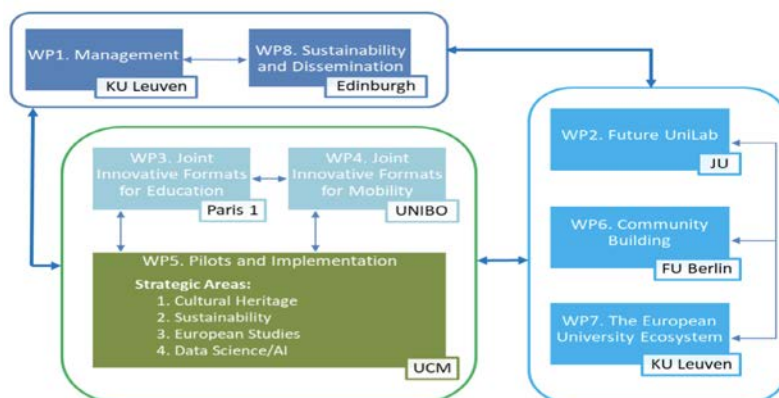 WP1. Management
KU Leuven
WP8. Sustainability
and Dissemination
Edinburgh
WP3. Joint
Innovative Formats
for Education
Paris 1
WP4. Joint
Innovative Formats
for Mobility
UNIBO
WP5. Pilots and Implementation
Strategic Areas:
1. Cultural Heritage
2. Sustainability
3. European Studies
4. Data Science/AI
UCM
WP2. Future UniLab
JU
WP6. Community
Building
FU Berlin
WP7. The European
University Ecosystem
KU Leuven